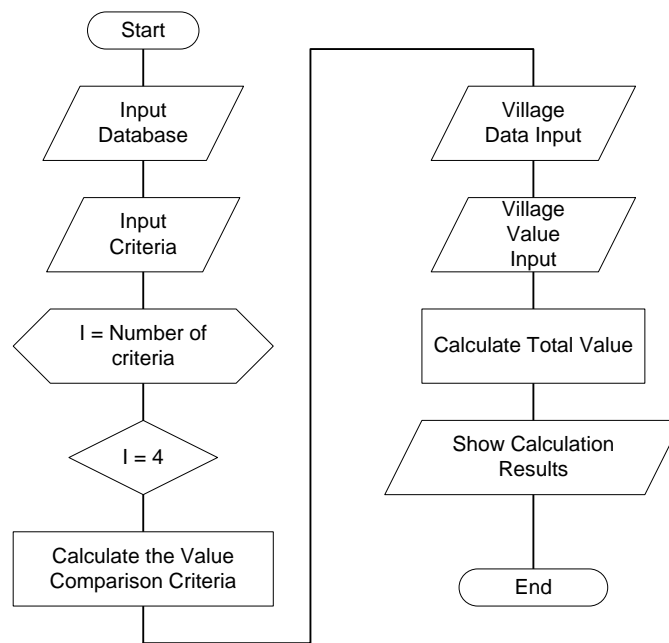 Start
Input
Database
Input
Criteria
I = Number of
criteria
I = 4
Calculate the Value
Comparison Criteria
Village
Data Input
Village
Value
Input
Calculate Total Value
Show Calculation
Results
End